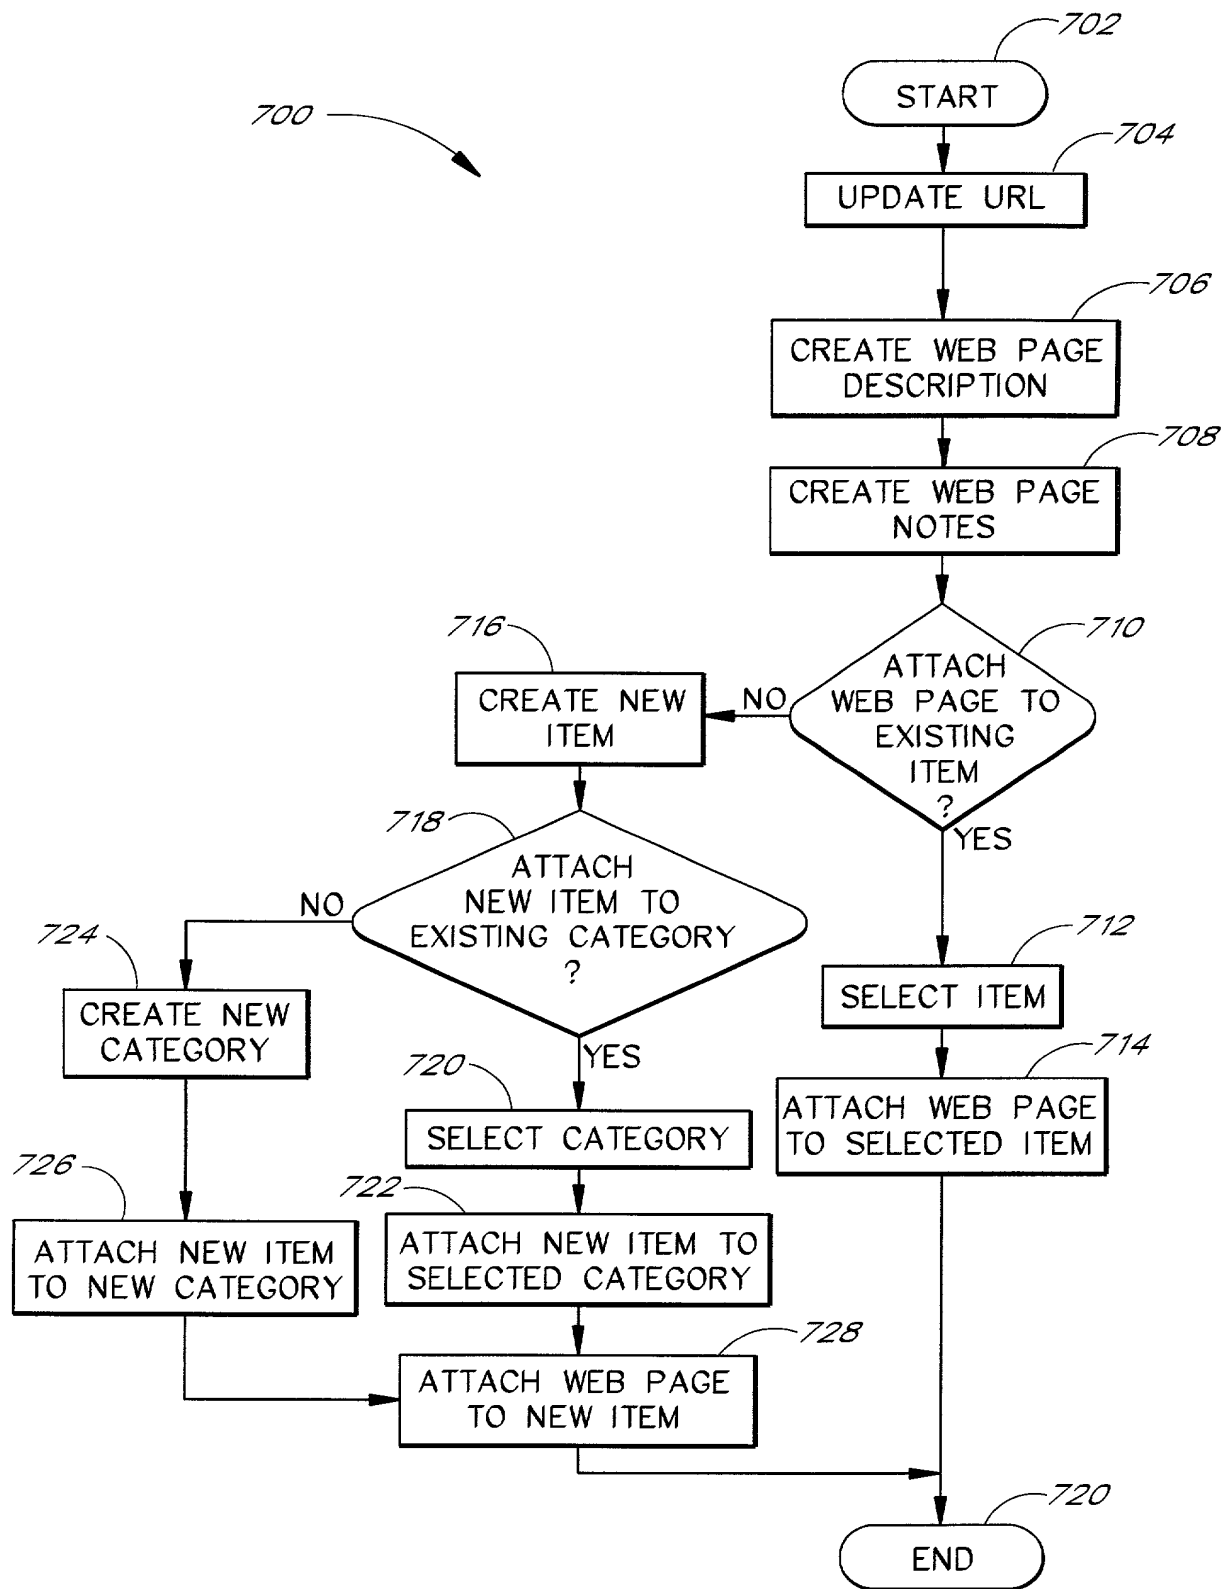 702
START
700
704
UPDATE URL
706
CREATE WEB PAGE
DESCRIPTION
708
CREATE WEB PAGE
NOTES
710
ATTACH
WEB PAGE TO
EXISTING
ITEM
?
NO
YES
716
CREATE NEW
ITEM
718
ATTACH
NEW ITEM TO
EXISTING CATEGORY
?
NO
YES
712
SELECT ITEM
714
ATTACH WEB PAGE
TO SELECTED ITEM
724
CREATE NEW
CATEGORY
720
SELECT CATEGORY
726
ATTACH NEW ITEM
TO NEW CATEGORY
722
ATTACH NEW ITEM TO
SELECTED CATEGORY
728
ATTACH WEB PAGE
TO NEW ITEM
720
END